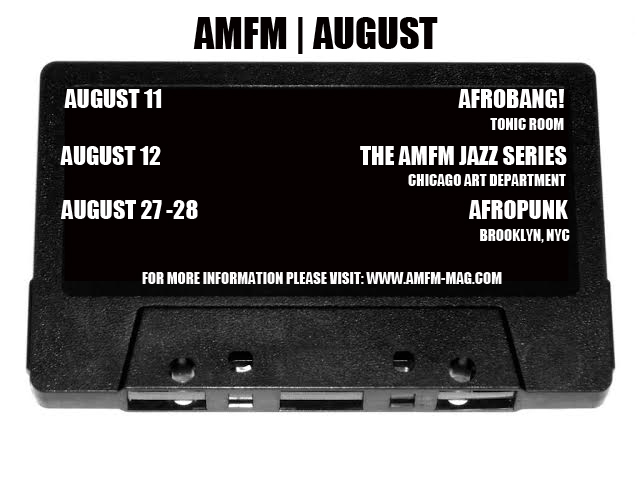 AMFM | AUGUST
AUGUST 11 AFROBANG!
TONIC ROOM
AUGUST 12 THE AMFM JAZZ SERIES
CHICAGO ART DEPARTMENT
AUGUST 27 -28 AFROPUNK
BROOKLYN, NYC
FOR MORE INFORMATION PLEASE VISIT: WWW.AMFM-MAG.COM